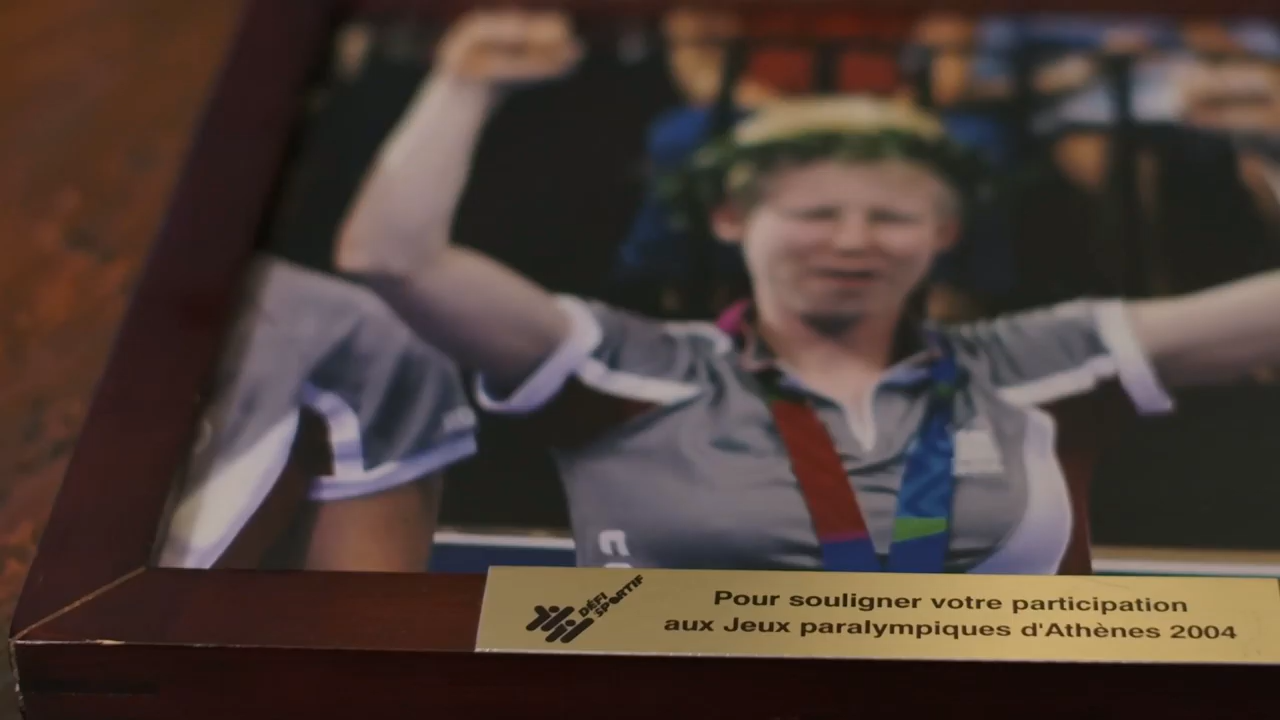 DÉFI
SPORTIF
Pour souligner votre participation
aux Jeux paralympiques d'Athènes 2004